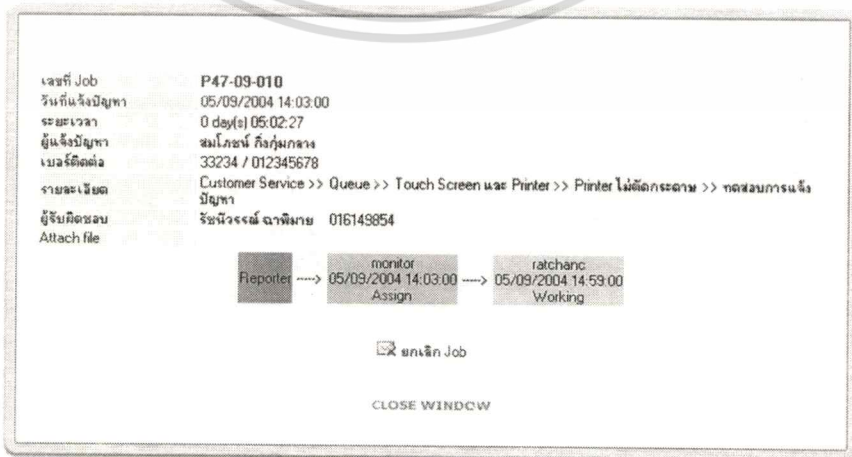 เลขที่ Job P47-09-010
วันที่แจ้งปัญหา 05/09/2004 14:03:00
ระยะเวลา 0 day(s) 05:02:27
ผู้แจ้งปัญหา สมโภชน์ กิ่งกุ่มกลาง
เบอร์ติดต่อ 33234 / 012345678
รายละเอียด Customer Service >> Queue >> Touch Screen และ Printer >> Printer ไม่ตัดกระดาษ >> ทดสอบการแจ้ง
ปัญหา
ผู้รับผิดชอบ รัชนีวรรณ์ ฉาพิมาย 016149854
Attach file
Reporter ----> monitor 05/09/2004 14:03:00 Assign ----> ratchanc 05/09/2004 14:59:00 Working
ยกเลิก Job
CLOSE WINDOW